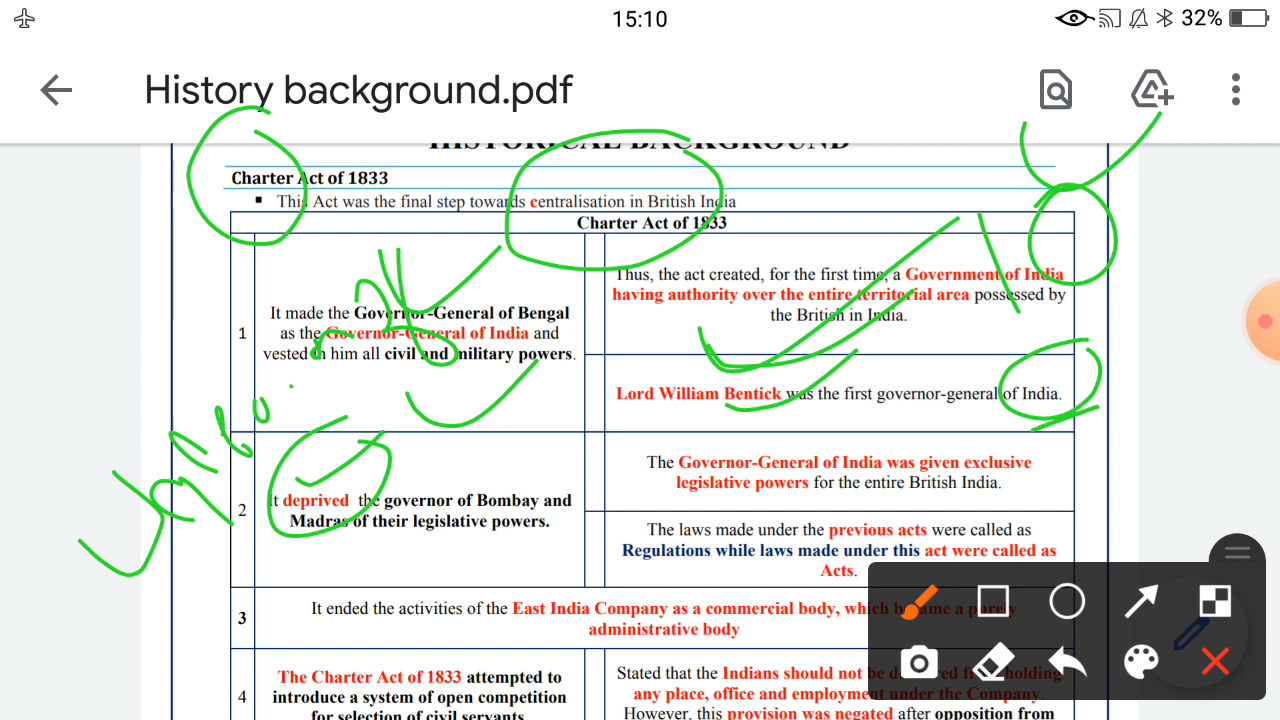 15:10
32%
History background.pdf
HISTORICAL BACKGROUND
Charter Act of 1833
▪ This Act was the final step towards centralisation in British India
Charter Act of 1833
1
It made the Governor-General of Bengal
as the Governor-General of India and
vested in him all civil and military powers.
Thus, the act created, for the first time, a Government of India
having authority over the entire territorial area possessed by
the British in India.
Lord William Bentick was the first governor-general of India.
2
It deprived the governor of Bombay and
Madras of their legislative powers.
The Governor-General of India was given exclusive
legislative powers for the entire British India.
The laws made under the previous acts were called as
Regulations while laws made under this act were called as
Acts.
3
It ended the activities of the East India Company as a commercial body, which became a purely
administrative body
4
The Charter Act of 1833 attempted to
introduce a system of open competition
for selection of civil servants
Stated that the Indians should not be debarred from holding
any place, office and employment under the Company.
However, this provision was negated after opposition from